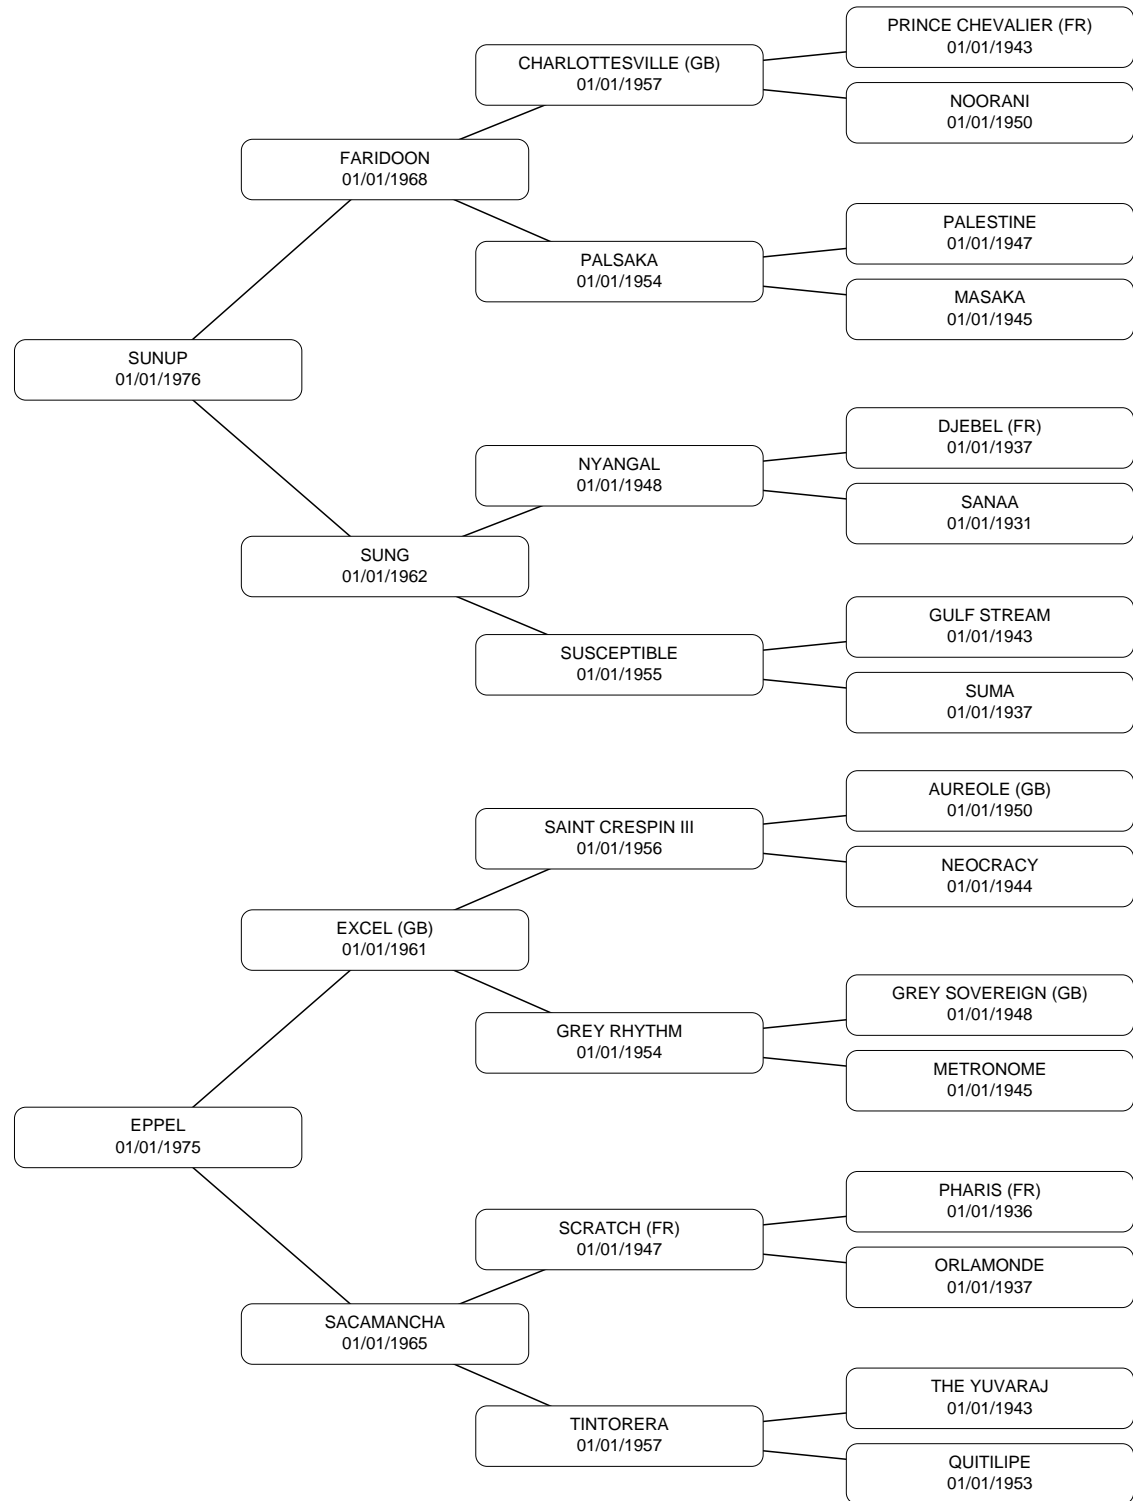 PRINCE CHEVALIER (FR)
01/01/1943
CHARLOTTESVILLE (GB)
01/01/1957
NOORANI
01/01/1950
FARIDOON
01/01/1968
PALESTINE
01/01/1947
PALSAKA
01/01/1954
MASAKA
01/01/1945
SUNUP
01/01/1976
DJEBEL (FR)
01/01/1937
NYANGAL
01/01/1948
SANAA
01/01/1931
SUNG
01/01/1962
GULF STREAM
01/01/1943
SUSCEPTIBLE
01/01/1955
SUMA
01/01/1937
AUREOLE (GB)
01/01/1950
SAINT CRESPIN III
01/01/1956
NEOCRACY
01/01/1944
EXCEL (GB)
01/01/1961
GREY SOVEREIGN (GB)
01/01/1948
GREY RHYTHM
01/01/1954
METRONOME
01/01/1945
EPPEL
01/01/1975
PHARIS (FR)
01/01/1936
SCRATCH (FR)
01/01/1947
ORLAMONDE
01/01/1937
SACAMANCHA
01/01/1965
THE YUVARAJ
01/01/1943
TINTORERA
01/01/1957
QUITILIPE
01/01/1953